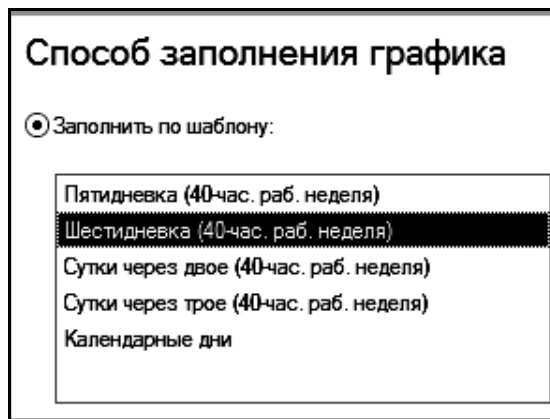 Способ заполнения графика
Заполнить по шаблону:
Пятидневка (40-час. раб. неделя)
Шестидневка (40-час. раб. неделя)
Сутки через двое (40-час. раб. неделя)
Сутки через трое (40-час. раб. неделя)
Календарные дни